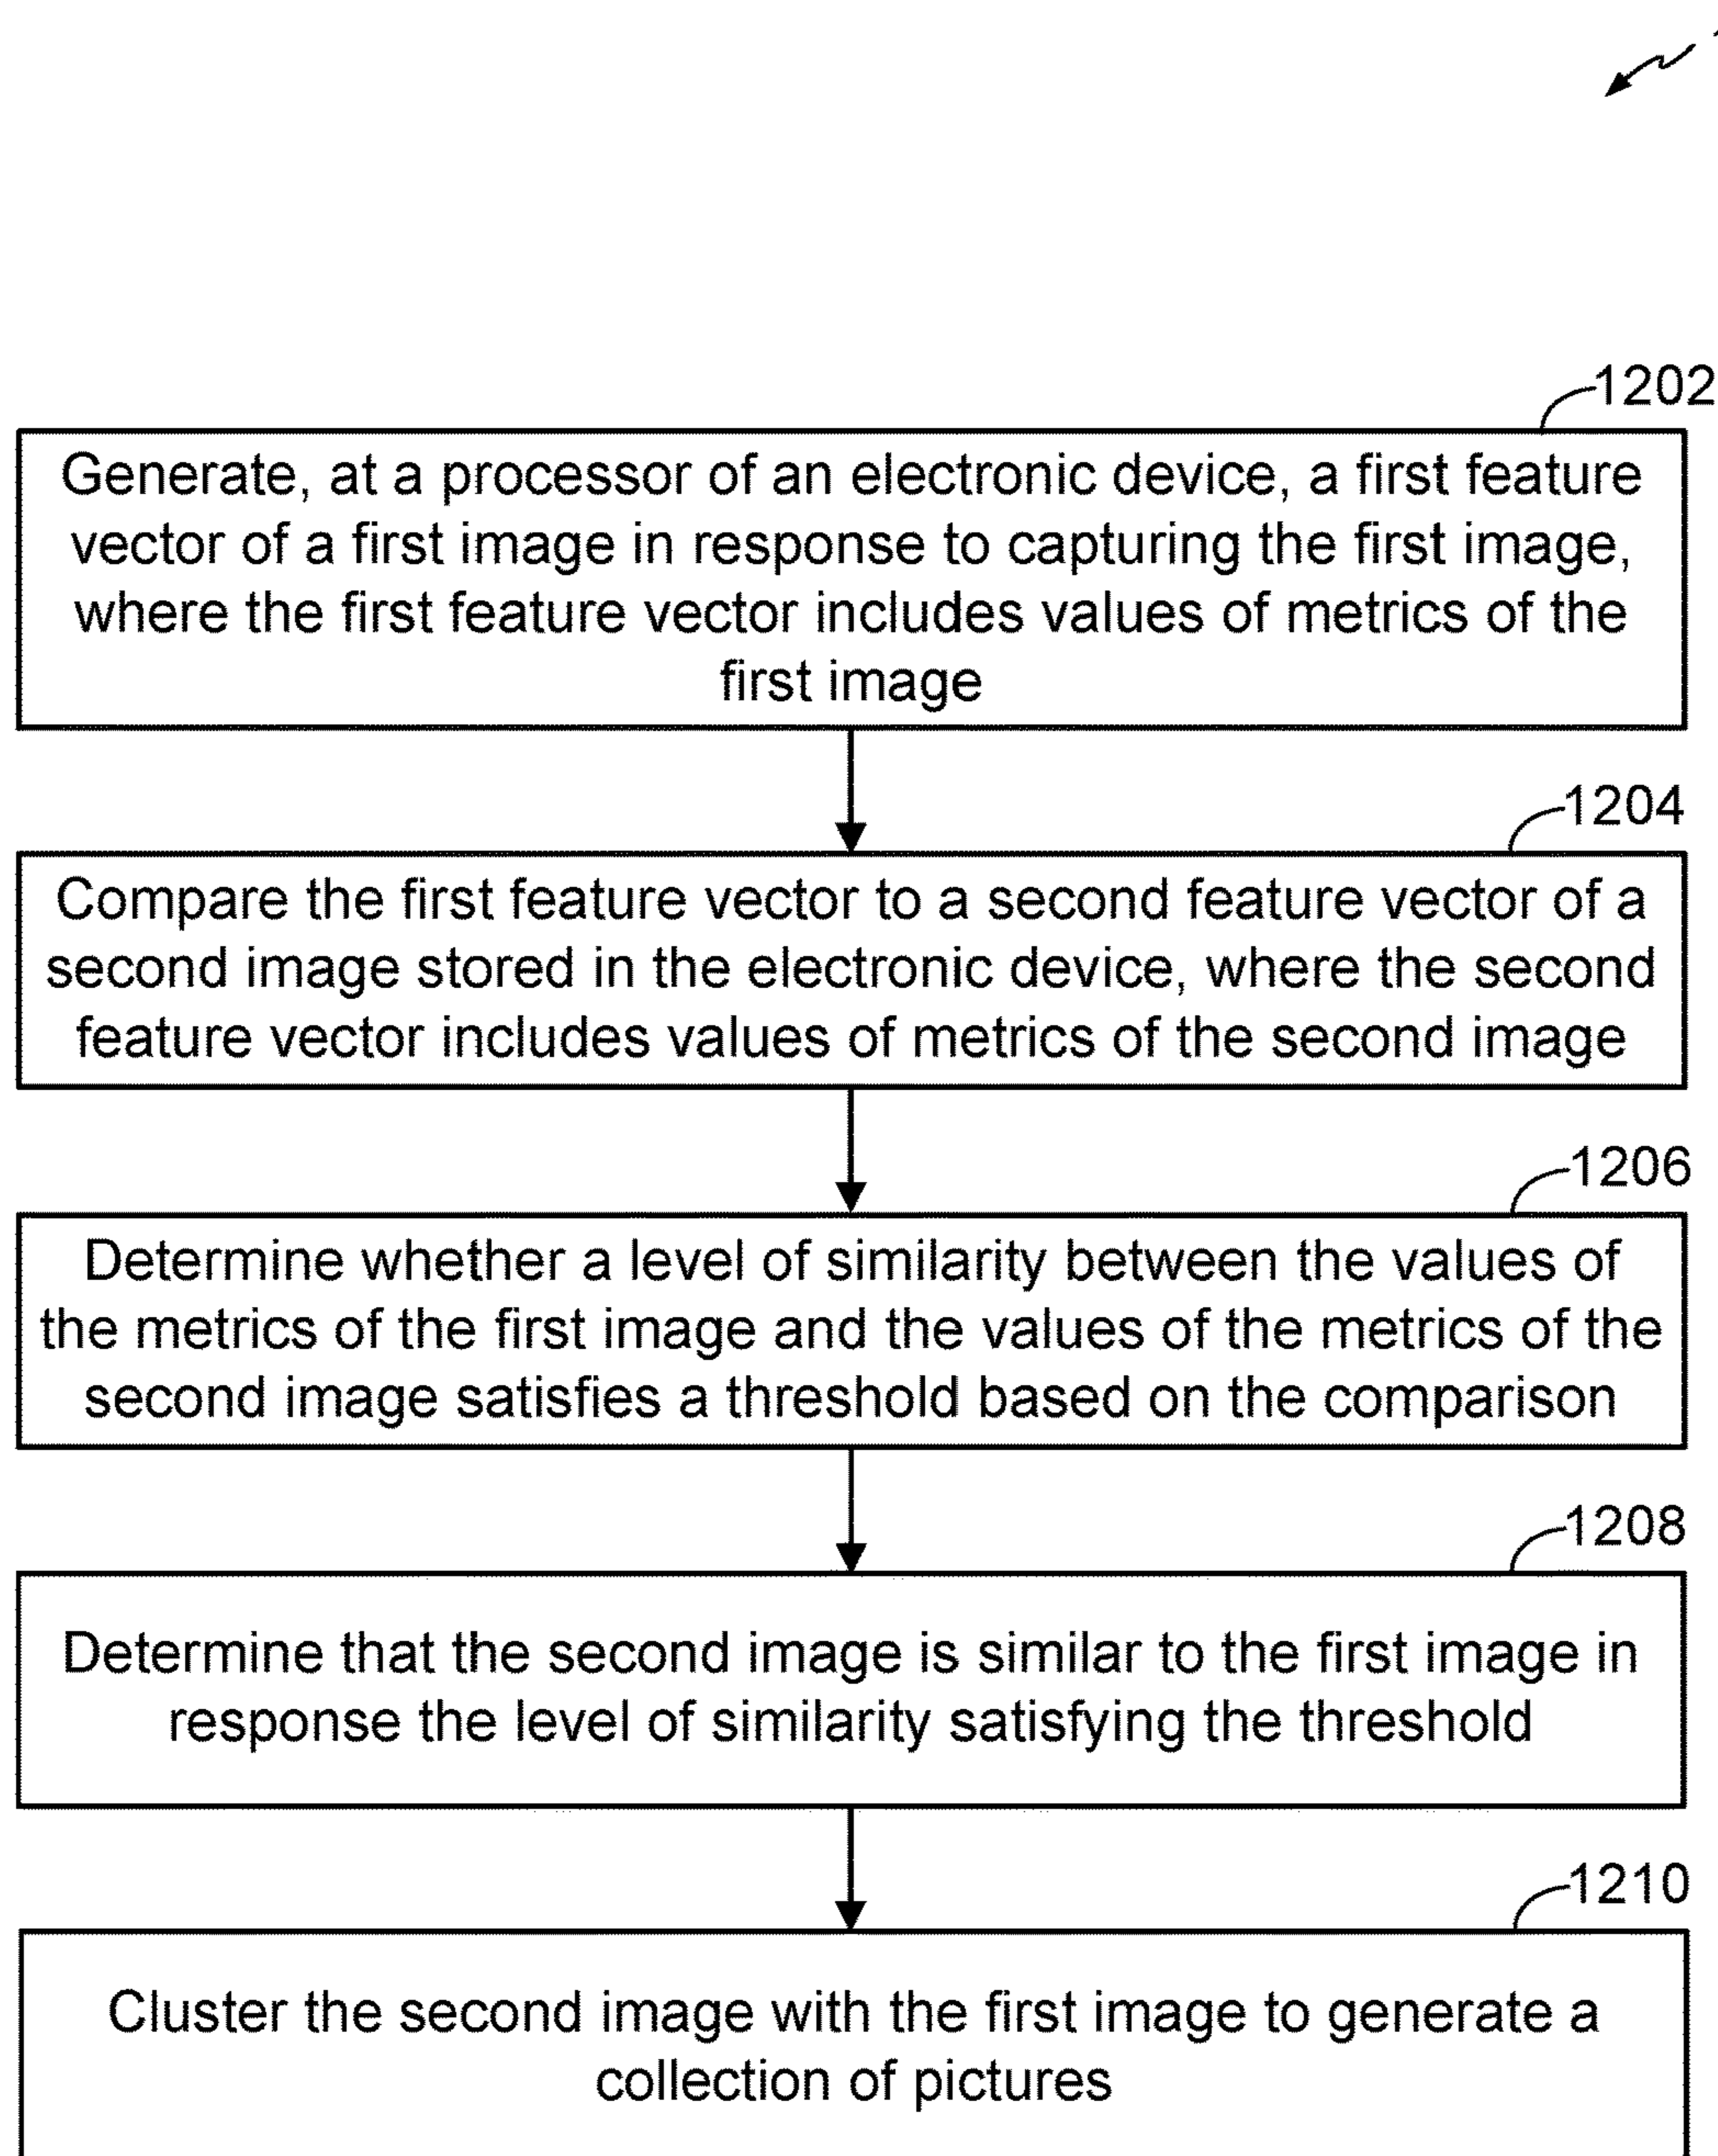 1202
Generate, at a processor of an electronic device, a first feature
vector of a first image in response to capturing the first image,
where the first feature vector includes values of metrics of the
first image
1204
Compare the first feature vector to a second feature vector of a
second image stored in the electronic device, where the second
feature vector includes values of metrics of the second image
1206
Determine whether a level of similarity between the values of
the metrics of the first image and the values of the metrics of the
second image satisfies a threshold based on the comparison
1208
Determine that the second image is similar to the first image in
response the level of similarity satisfying the threshold
1210
Cluster the second image with the first image to generate a
collection of pictures